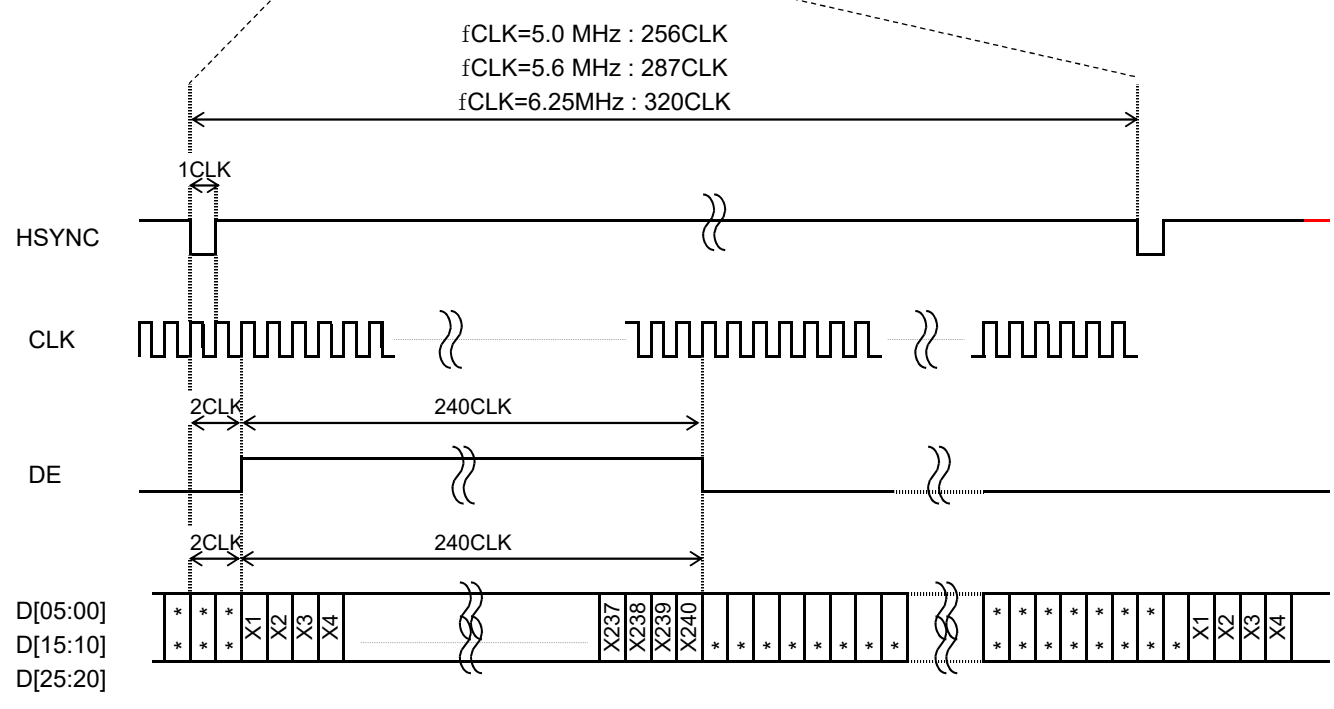 fCLK=5.0 MHz : 256CLK
fCLK=5.6 MHz : 287CLK
fCLK=6.25MHz : 320CLK
1CLK
HSYNC
CLK
2CLK 240CLK
DE
2CLK 240CLK
D[05:00]
D[15:10]
D[25:20]
* * * X1 X2 X3 X4 X237 X238 X239 X240 * * * * * * * X1 X2 X3 X4
* * * * * * * * * * * * * * * * * * *